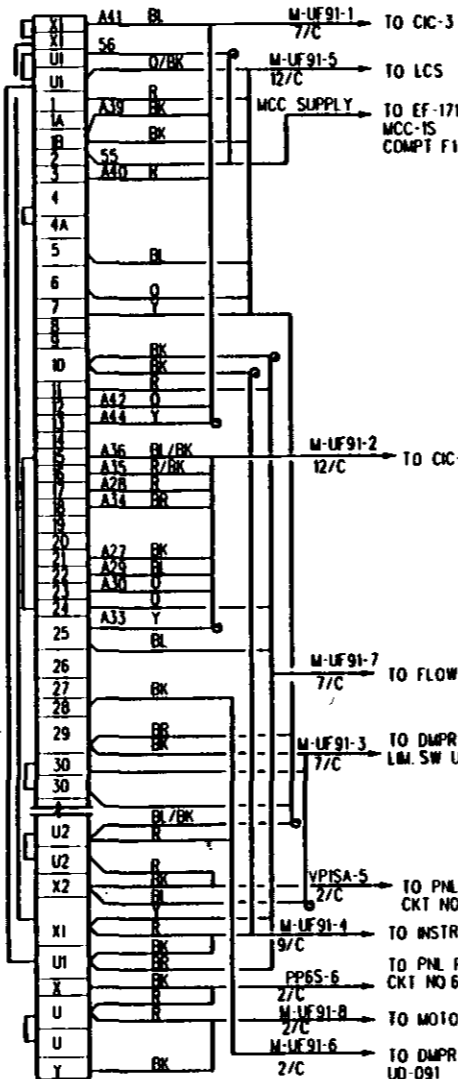 X1 A41 BL M-UF91-1 TO CIC-3
7/C
X1 56
U1 O/BK M-UF91-5 TO LCS
12/C
U1
1 R
1A A39 BK MCC SUPPLY TO EF-171
MCC-1S
COMPT F1
1B BK
2 55
3 A40 R
4
4A
5 BL
6 O
7 Y
8
9
10 BK
BK
11 R
12 A42 O
13 A44 Y
14
15 A36 BL/BK M-UF91-2 TO CIC-
12/C
16 A35 R/BK
17 A28 R
18 A34 BR
19
20
21 A27 BK
22 A29 BL
23 A30 O
24 O
25 A33 Y
BL
26 M-UF91-7 TO FLOW
7/C
27 BK
28
29 BR
BK M-UF91-3 TO DMPR
7/C LIM. SW U
30
30
U2 BL/BK
R
U2 R
X2 BK VP1SA-5 TO PNL
2/C CKT NO
BL
Y
X1 R M-UF91-4 TO INSTR
9/C
U1 BK
BR TO PNL P
X BK PP6S-6 CKT NO.6
2/C
U R
R M-UF91-8 TO MOTO
2/C
U M-UF91-6 TO DMPR
2/C UD-091
Y BK